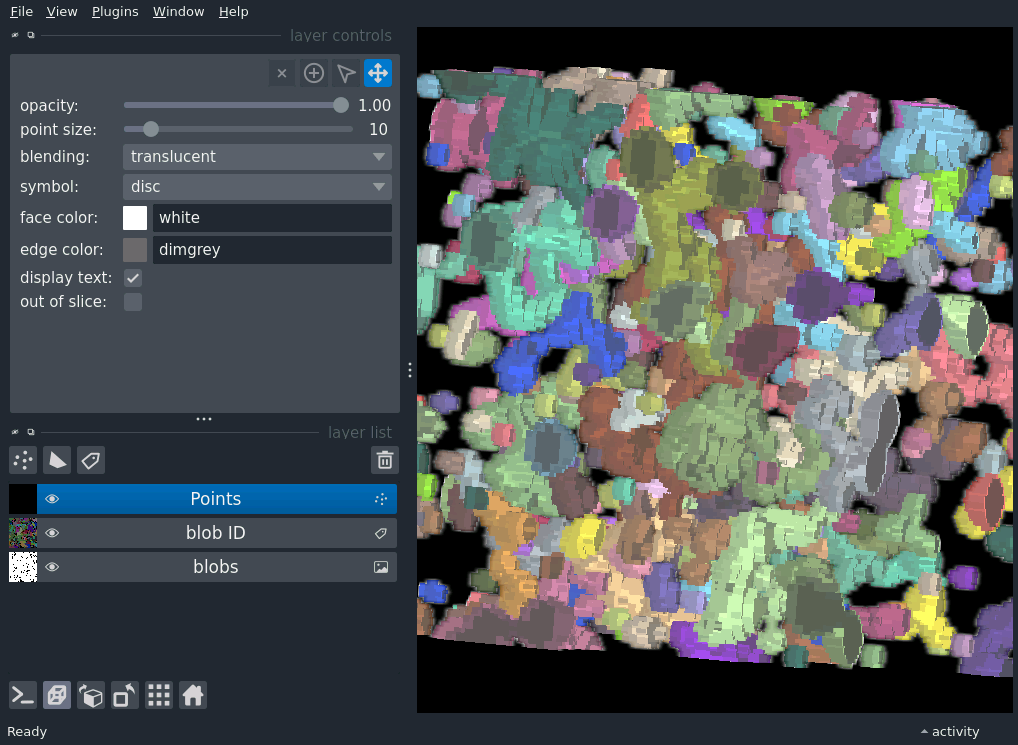 File View Plugins Window Help
layer controls
opacity: 1.00
point size: 10
blending: translucent
symbol: disc
face color: white
edge color: dimgrey
display text:
out of slice:
layer list
Points
blob ID
blobs
Ready activity